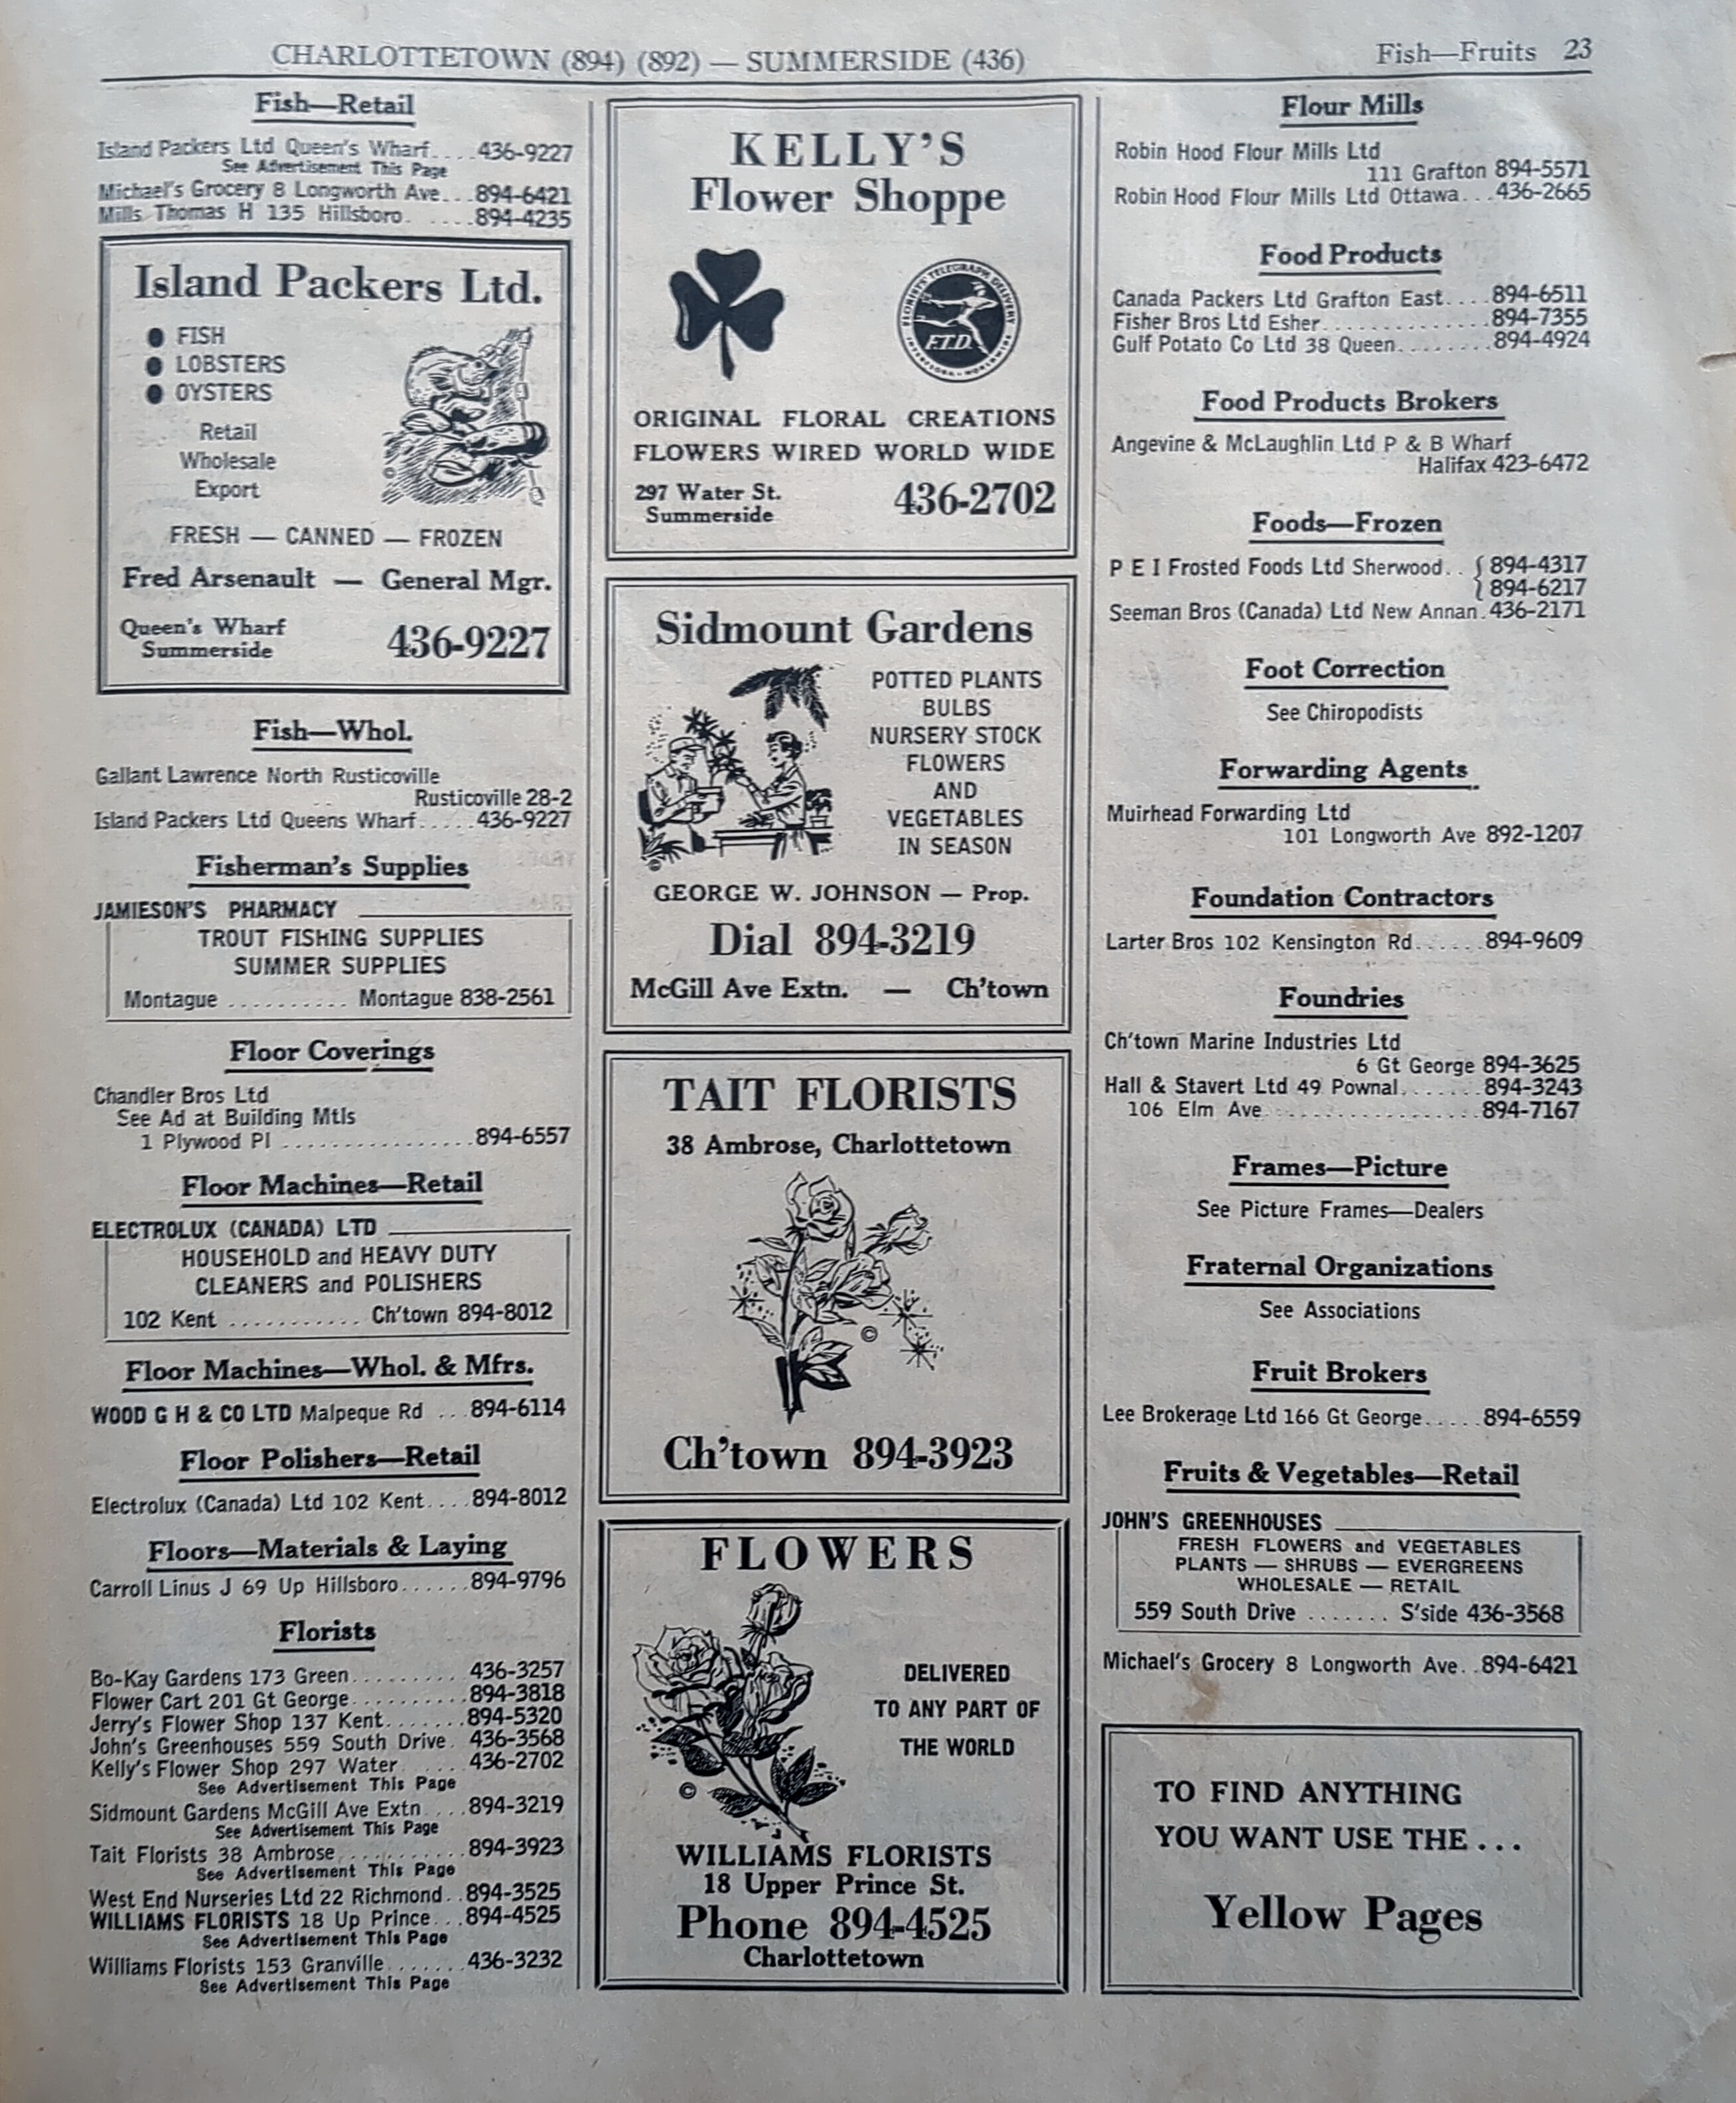 CHARLOTTETOWN (894) (892) — SUMMERSIDE (436)
Fish—Fruits 23
Fish—Retail
Island Packers Ltd Queen's Wharf....436-9227
See Advertisement This Page
Michael's Grocery 8 Longworth Ave...894-6421
Mills Thomas H 135 Hillsboro. ....894-4235
Island Packers Ltd.
● FISH
● LOBSTERS
● OYSTERS
Retail
Wholesale
Export
©
FRESH — CANNED — FROZEN
Fred Arsenault — General Mgr.
Queen's Wharf
Summerside
436-9227
Fish—Whol.
Gallant Lawrence North Rusticoville
Rusticoville 28-2
Island Packers Ltd Queens Wharf.....436-9227
Fisherman's Supplies
JAMIESON'S PHARMACY
TROUT FISHING SUPPLIES
SUMMER SUPPLIES
Montague .......... Montague 838-2561
Floor Coverings
Chandler Bros Ltd
See Ad at Building Mtls
1 Plywood Pl ................894-6557
Floor Machines—Retail
ELECTROLUX (CANADA) LTD
HOUSEHOLD and HEAVY DUTY
CLEANERS and POLISHERS
102 Kent ........... Ch'town 894-8012
Floor Machines—Whol. & Mfrs.
WOOD G H & CO LTD Malpeque Rd ...894-6114
Floor Polishers—Retail
Electrolux (Canada) Ltd 102 Kent....894-8012
Floors—Materials & Laying
Carroll Linus J 69 Up Hillsboro......894-9796
Florists
Bo-Kay Gardens 173 Green......... 436-3257
Flower Cart 201 Gt George..........894-3818
Jerry's Flower Shop 137 Kent.......894-5320
John's Greenhouses 559 South Drive. 436-3568
Kelly's Flower Shop 297 Water. .... 436-2702
See Advertisement This Page
Sidmount Gardens McGill Ave Extn ....894-3219
See Advertisement This Page
Tait Florists 38 Ambrose...........894-3923
See Advertisement This Page
West End Nurseries Ltd 22 Richmond..894-3525
WILLIAMS FLORISTS 18 Up Prince...894-4525
See Advertisement This Page
Williams Florists 153 Granville.......436-3232
See Advertisement This Page
KELLY'S
Flower Shoppe
FLORISTS' TELEGRAPH DELIVERY
F.T.D.
INTERFLORA • WORLDWIDE
ORIGINAL FLORAL CREATIONS
FLOWERS WIRED WORLD WIDE
297 Water St.
Summerside
436-2702
Sidmount Gardens
POTTED PLANTS
BULBS
NURSERY STOCK
FLOWERS
AND
VEGETABLES
IN SEASON
©
GEORGE W. JOHNSON — Prop.
Dial 894-3219
McGill Ave Extn. — Ch'town
TAIT FLORISTS
38 Ambrose, Charlottetown
©
Ch'town 894-3923
FLOWERS
DELIVERED
TO ANY PART OF
THE WORLD
©
WILLIAMS FLORISTS
18 Upper Prince St.
Phone 894-4525
Charlottetown
Flour Mills
Robin Hood Flour Mills Ltd
111 Grafton 894-5571
Robin Hood Flour Mills Ltd Ottawa...436-2665
Food Products
Canada Packers Ltd Grafton East....894-6511
Fisher Bros Ltd Esher..............894-7355
Gulf Potato Co Ltd 38 Queen........894-4924
Food Products Brokers
Angevine & McLaughlin Ltd P & B Wharf
Halifax 423-6472
Foods—Frozen
P E I Frosted Foods Ltd Sherwood.. {894-4317
{894-6217
Seeman Bros (Canada) Ltd New Annan.436-2171
Foot Correction
See Chiropodists
Forwarding Agents
Muirhead Forwarding Ltd
101 Longworth Ave 892-1207
Foundation Contractors
Larter Bros 102 Kensington Rd......894-9609
Foundries
Ch'town Marine Industries Ltd
6 Gt George 894-3625
Hall & Stavert Ltd 49 Pownal.......894-3243
106 Elm Ave..................894-7167
Frames—Picture
See Picture Frames—Dealers
Fraternal Organizations
See Associations
Fruit Brokers
Lee Brokerage Ltd 166 Gt George.....894-6559
Fruits & Vegetables—Retail
JOHN'S GREENHOUSES
FRESH FLOWERS and VEGETABLES
PLANTS — SHRUBS — EVERGREENS
WHOLESALE — RETAIL
559 South Drive ....... S'side 436-3568
Michael's Grocery 8 Longworth Ave..894-6421
TO FIND ANYTHING
YOU WANT USE THE ...
Yellow Pages